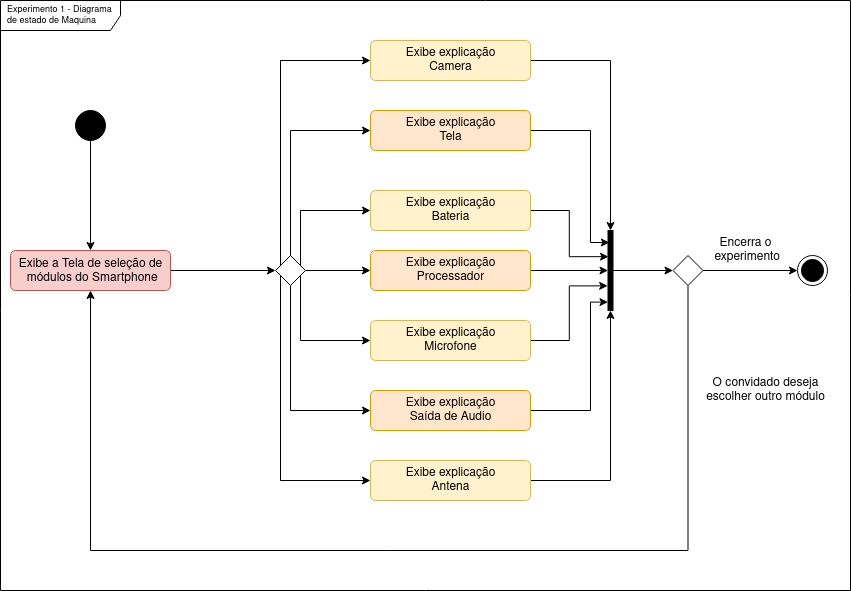 Experimento 1 - Diagrama
de estado de Maquina
Exibe explicação
Camera
Exibe explicação
Tela
Exibe explicação
Bateria
Exibe a Tela de seleção de
módulos do Smartphone
Exibe explicação
Processador
Encerra o
experimento
Exibe explicação
Microfone
Exibe explicação
Saída de Audio
O convidado deseja
escolher outro módulo
Exibe explicação
Antena